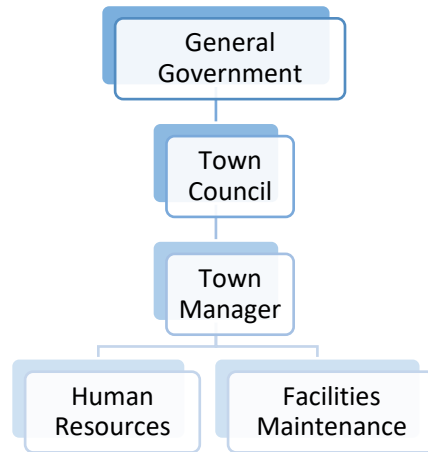 General
Government
Town
Council
Town
Manager
Human
Resources
Facilities
Maintenance